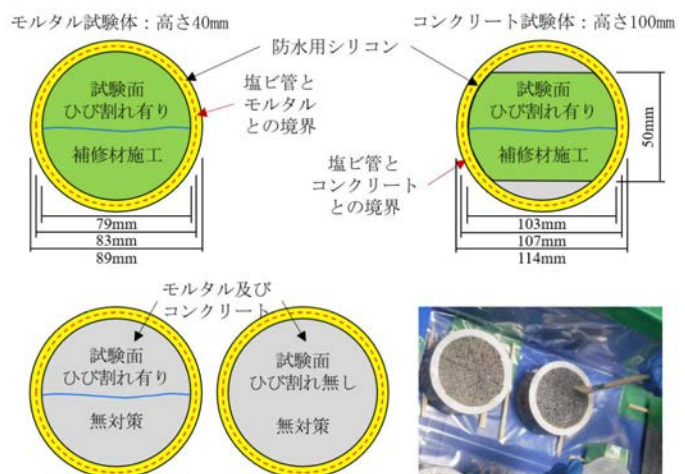 モルタル試験体：高さ40mm
コンクリート試験体：高さ100mm
防水用シリコン
試験面
ひび割れ有り
補修材施工
塩ビ管と
モルタル
との境界
79mm
83mm
89mm
試験面
ひび割れ有り
補修材施工
50mm
塩ビ管と
コンクリート
との境界
103mm
107mm
114mm
モルタル及び
コンクリート
試験面
ひび割れ有り
無対策
試験面
ひび割れ無し
無対策